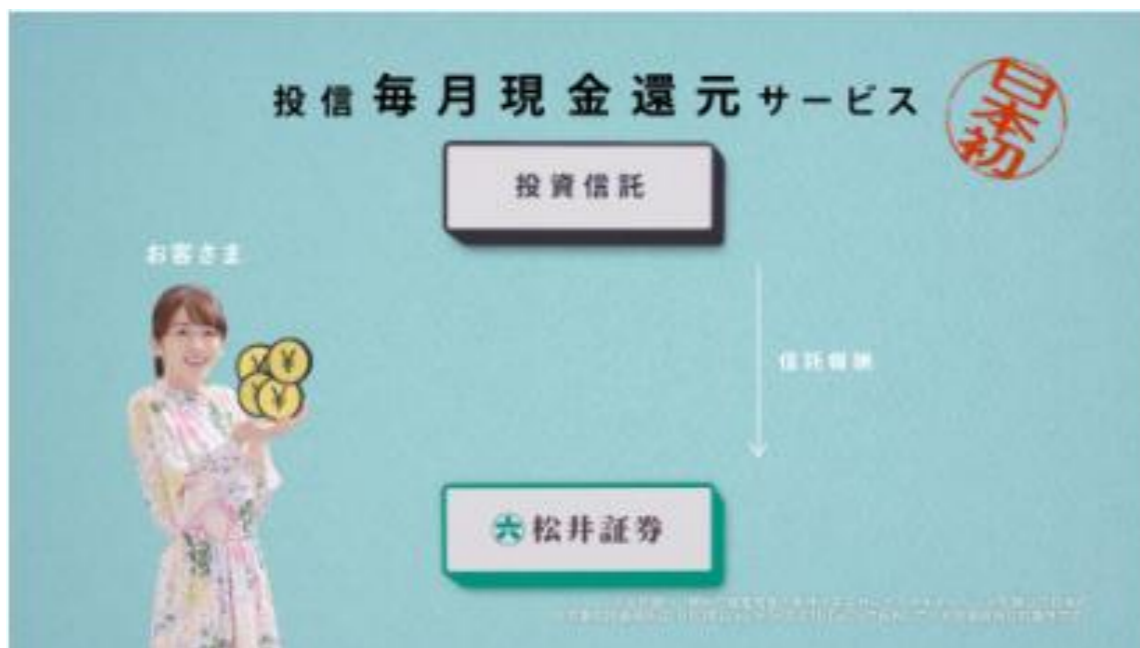 投信毎月現金還元サービス
日本初
投資信託
お客さま
信託報酬
松井証券